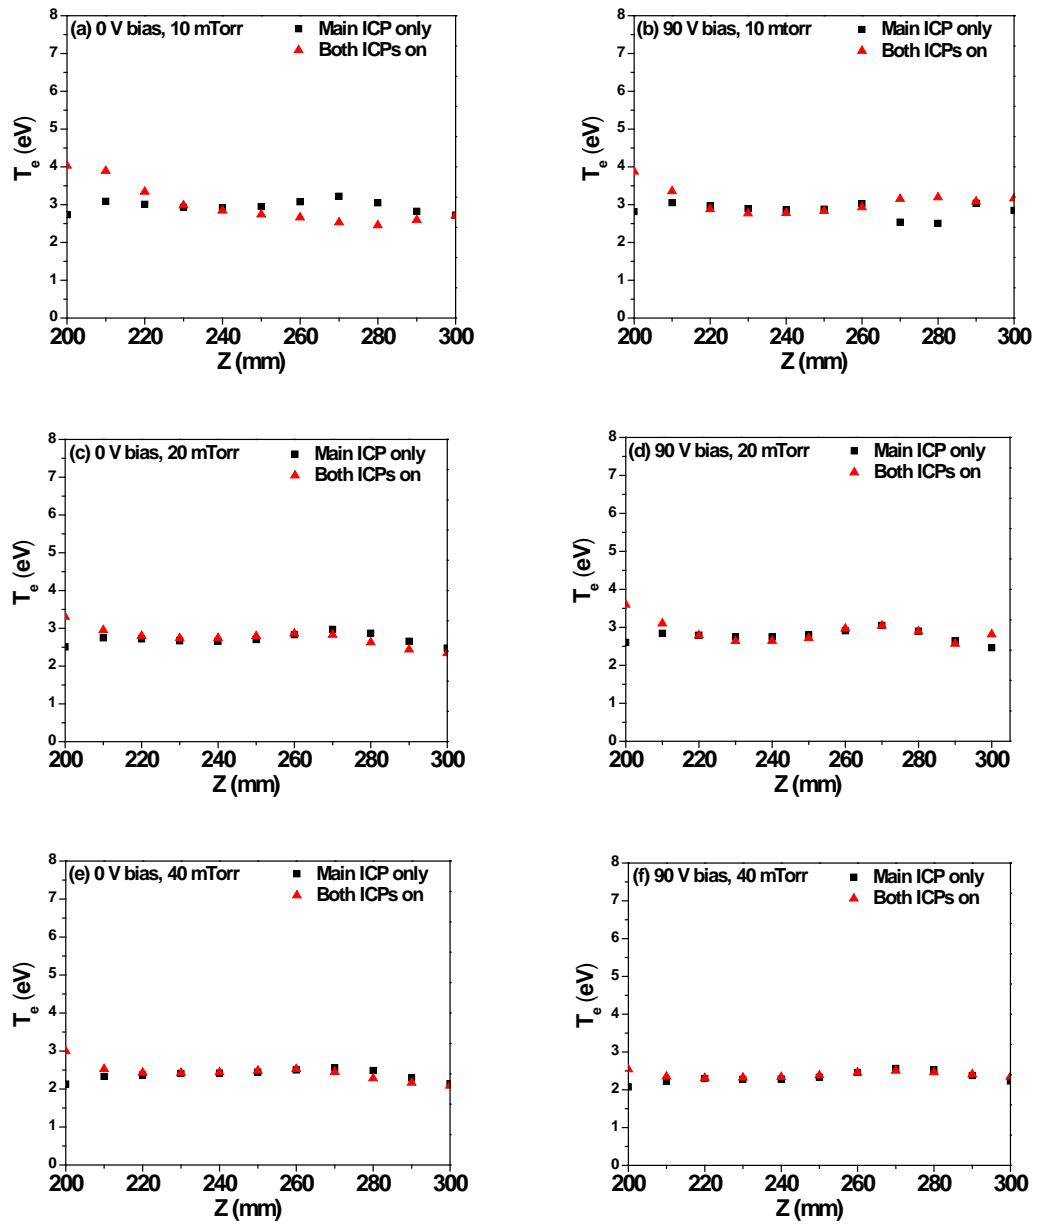 (a) 0 V bias, 10 mTorr
Main ICP only
Both ICPs on
8
7
6
5
4
3
2
1
0
T_e (eV)
200 220 240 260 280 300
Z (mm)
(b) 90 V bias, 10 mtorr
Main ICP only
Both ICPs on
8
7
6
5
4
3
2
1
0
T_e (eV)
200 220 240 260 280 300
Z (mm)
(c) 0 V bias, 20 mTorr
Main ICP only
Both ICPs on
8
7
6
5
4
3
2
1
0
T_e (eV)
200 220 240 260 280 300
Z (mm)
(d) 90 V bias, 20 mTorr
Main ICP only
Both ICPs on
8
7
6
5
4
3
2
1
0
T_e (eV)
200 220 240 260 280 300
Z (mm)
(e) 0 V bias, 40 mTorr
Main ICP only
Both ICPs on
8
7
6
5
4
3
2
1
0
T_e (eV)
200 220 240 260 280 300
Z (mm)
(f) 90 V bias, 40 mTorr
Main ICP only
Both ICPs on
8
7
6
5
4
3
2
1
0
T_e (eV)
200 220 240 260 280 300
Z (mm)